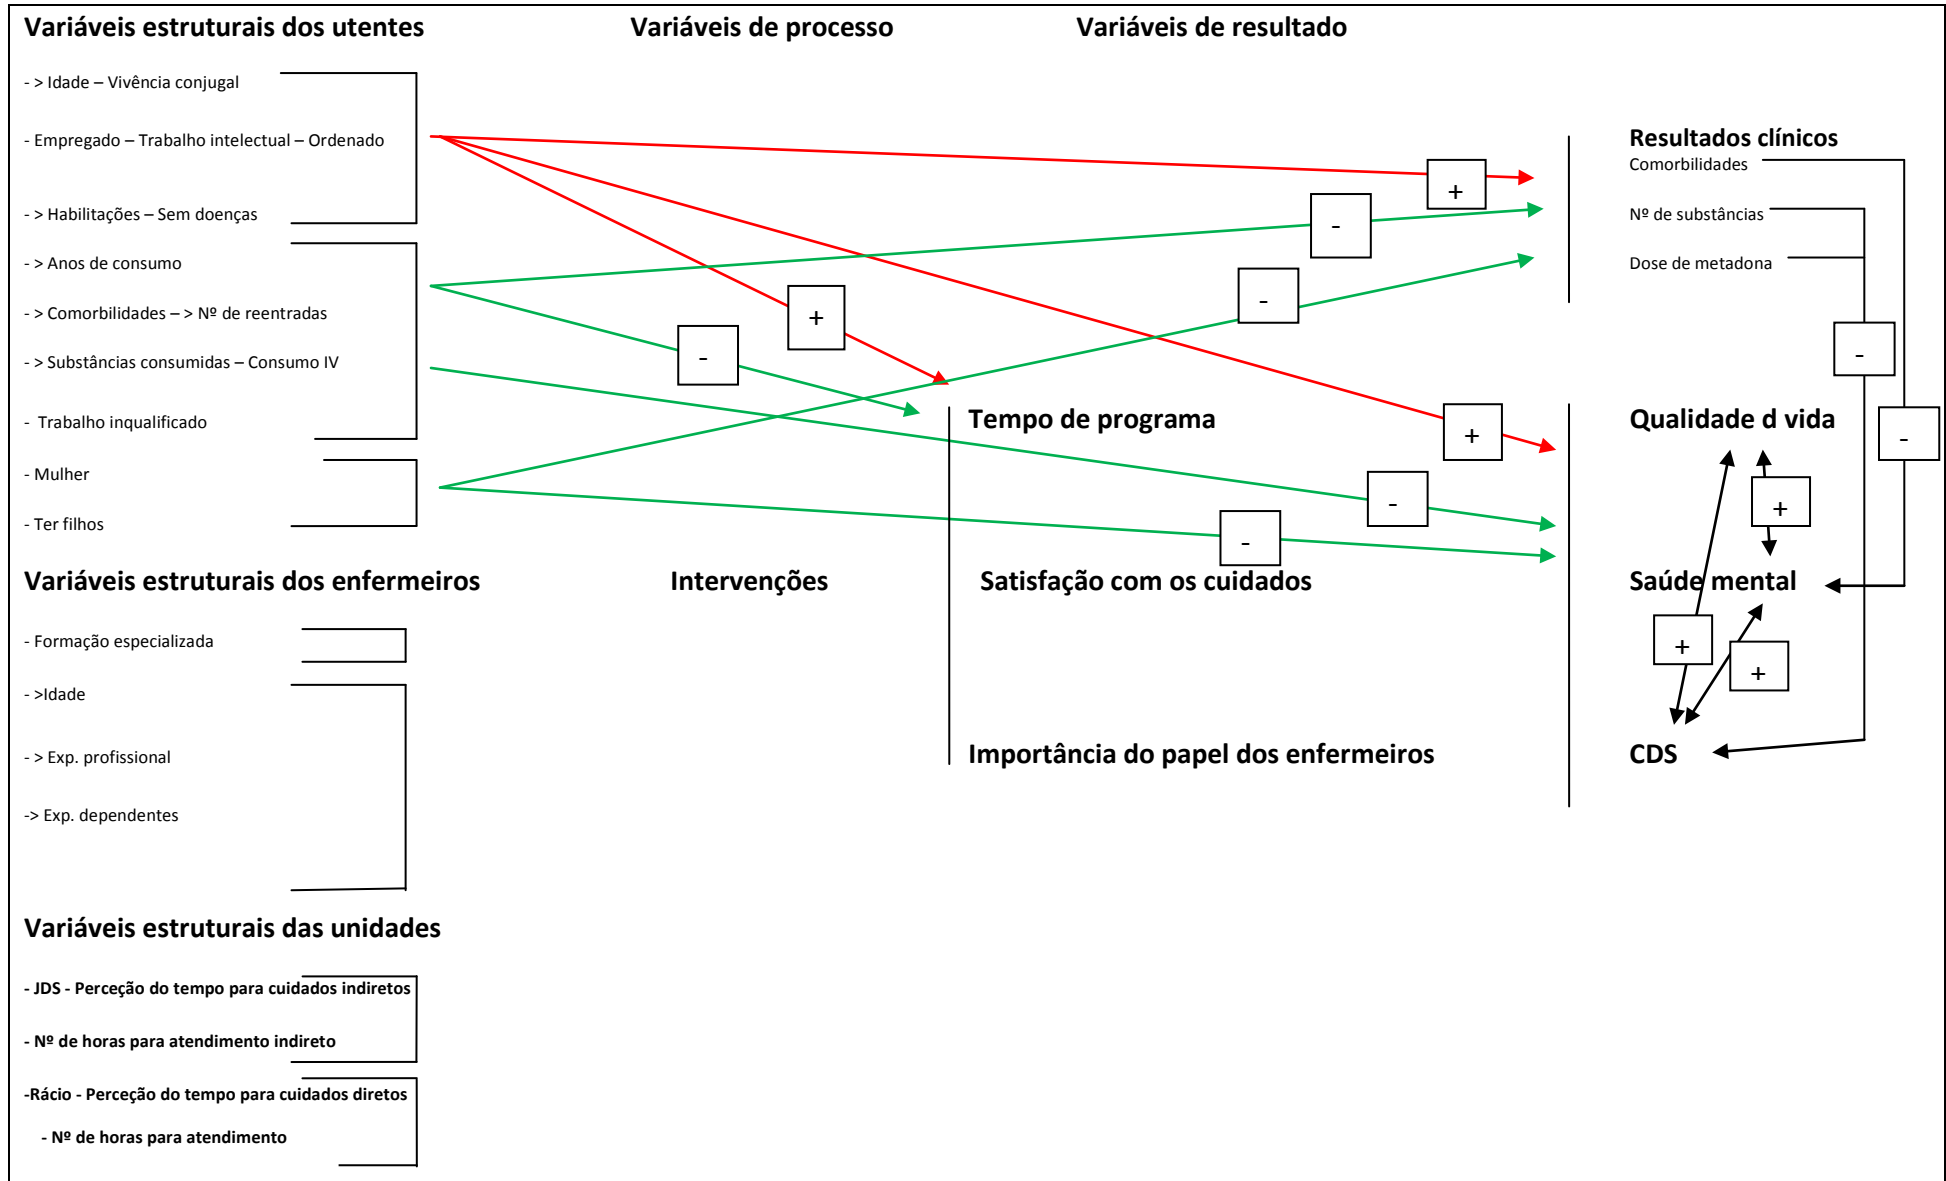 Variáveis estruturais dos utentes
Variáveis de processo
Variáveis de resultado
- > Idade – Vivência conjugal
- Empregado – Trabalho intelectual – Ordenado
- > Habilitações – Sem doenças
- > Anos de consumo
- > Comorbilidades – > Nº de reentradas
- > Substâncias consumidas – Consumo IV
- Trabalho inqualificado
- Mulher
- Ter filhos
+
-
-
+
-
+
-
-
Resultados clínicos
Comorbilidades
Nº de substâncias
Dose de metadona
-
-
Tempo de programa
Qualidade d vida
+
Variáveis estruturais dos enfermeiros
Intervenções
Satisfação com os cuidados
Saúde mental
- Formação especializada
+
+
- >Idade
- > Exp. profissional
Importância do papel dos enfermeiros
CDS
-> Exp. dependentes
Variáveis estruturais das unidades
- JDS - Perceção do tempo para cuidados indiretos
- Nº de horas para atendimento indireto
-Rácio - Perceção do tempo para cuidados diretos
- Nº de horas para atendimento